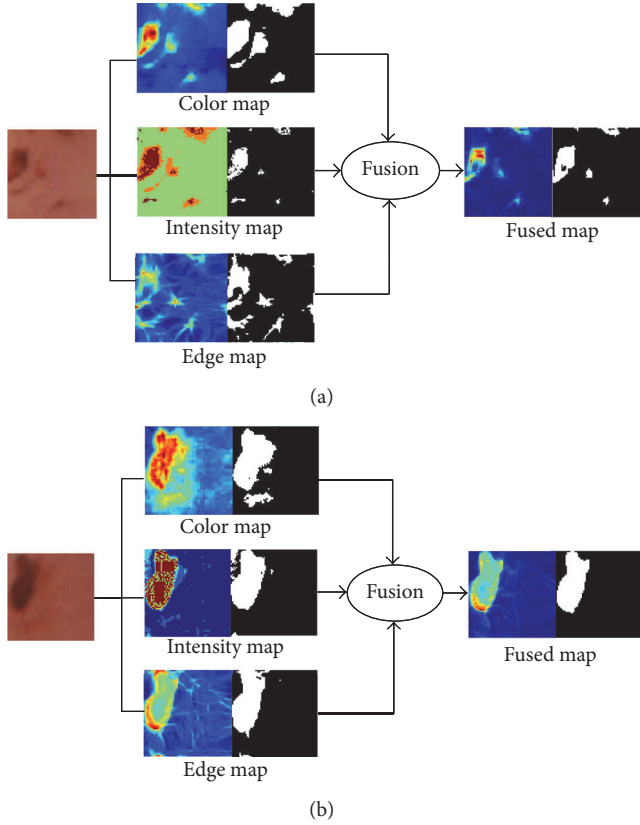 Color map
Intensity map
Fusion
Fused map
Edge map
(a)
Color map
Intensity map
Fusion
Fused map
Edge map
(b)